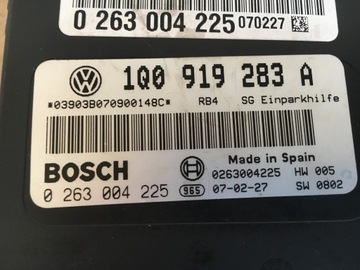 0 263 004 225 070227
1Q0 919 283 A
*03903B070900148C* RB4 SG Einparkhilfe
BOSCH Made in Spain
0263004225 HW 005
0 263 004 225 965 07-02-27 SW 0802